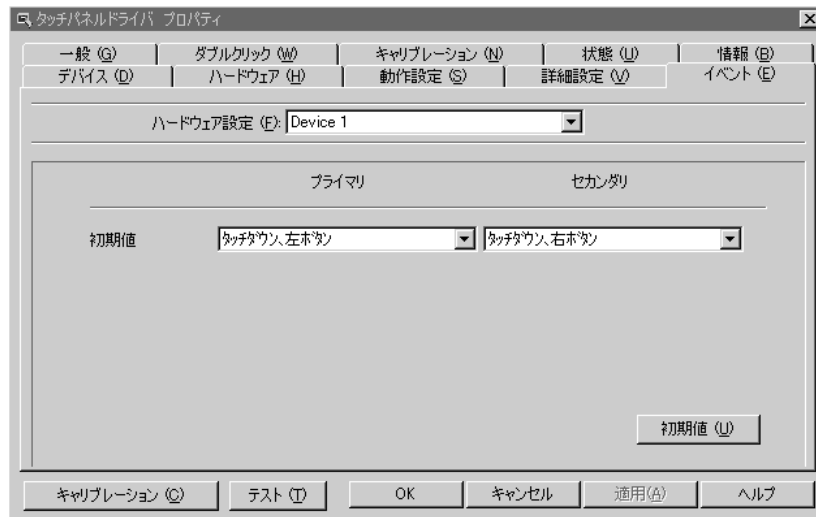 タッチパネルドライバ プロパティ
一般 (G) ダブルクリック (W) キャリブレーション (N) 状態 (U) 情報 (B)
デバイス (D) ハードウェア (H) 動作設定 (S) 詳細設定 (V) イベント (E)
ハードウェア設定 (F): Device 1
プライマリ セカンダリ
初期値 タッチダウン、左ボタン タッチダウン、右ボタン
初期値 (U)
キャリブレーション (C) テスト (T) OK キャンセル 適用(A) ヘルプ